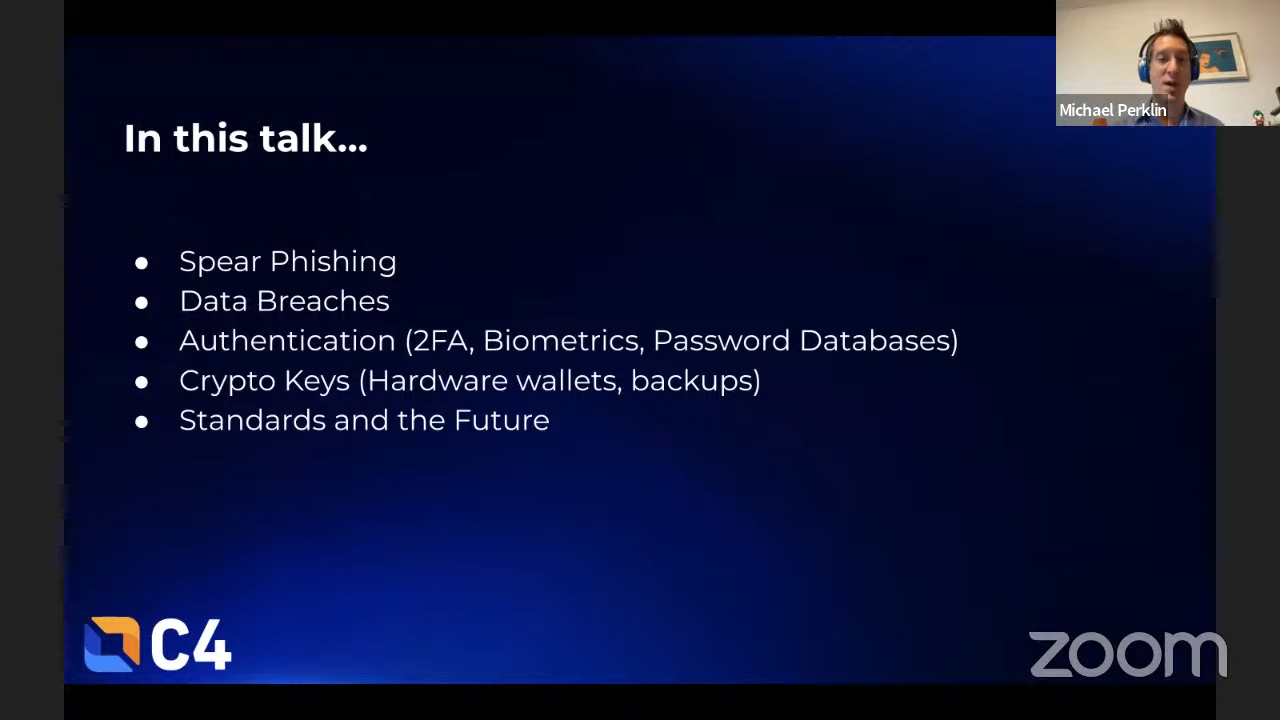 Michael Perklin
In this talk...
● Spear Phishing
● Data Breaches
● Authentication (2FA, Biometrics, Password Databases)
● Crypto Keys (Hardware wallets, backups)
● Standards and the Future
C4
zoom